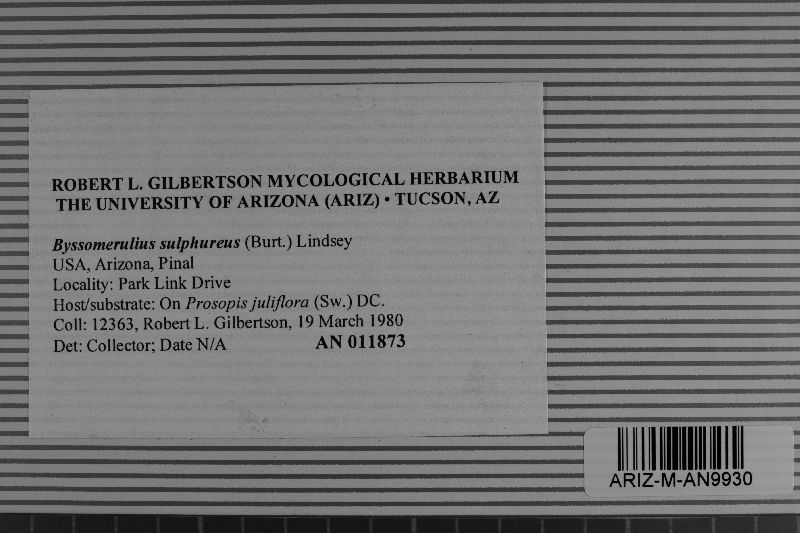 ROBERT L. GILBERTSON MYCOLOGICAL HERBARIUM
THE UNIVERSITY OF ARIZONA (ARIZ) • TUCSON, AZ
Byssomerulius sulphureus (Burt.) Lindsey
USA, Arizona, Pinal
Locality: Park Link Drive
Host/substrate: On Prosopis juliflora (Sw.) DC.
Coll: 12363, Robert L. Gilbertson, 19 March 1980
Det: Collector; Date N/A AN 011873
ARIZ-M-AN9930